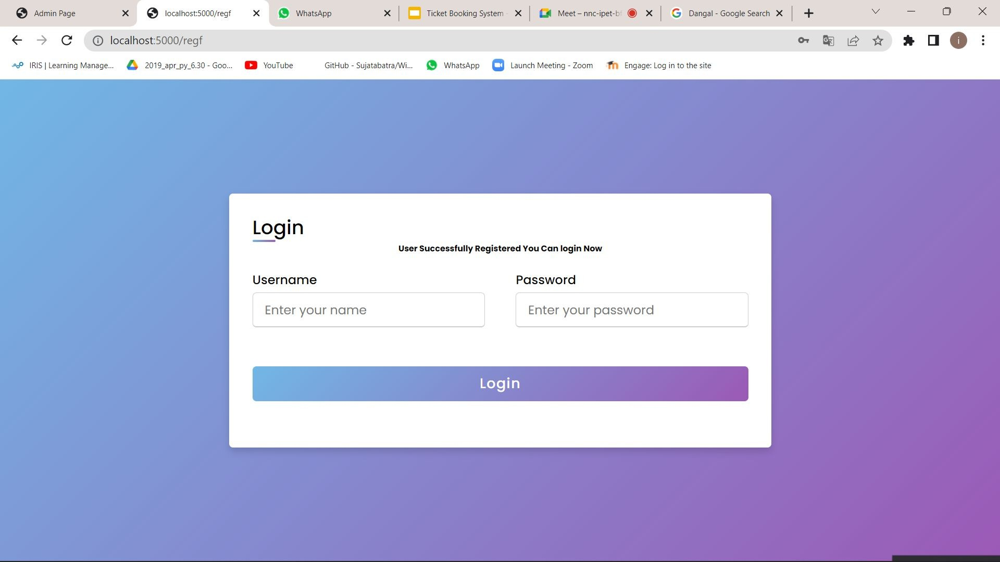 Admin Page
localhost:5000/regf
WhatsApp
Ticket Booking System -
Meet – nnc-ipet-bf
Dangal - Google Search
localhost:5000/regf
i
IRIS | Learning Manage...
2019_apr_py_6.30 - Goo...
YouTube
GitHub - Sujatabatra/Wi...
WhatsApp
Launch Meeting - Zoom
Engage: Log in to the site
Login
User Successfully Registered You Can login Now
Username
Password
Enter your name
Enter your password
Login